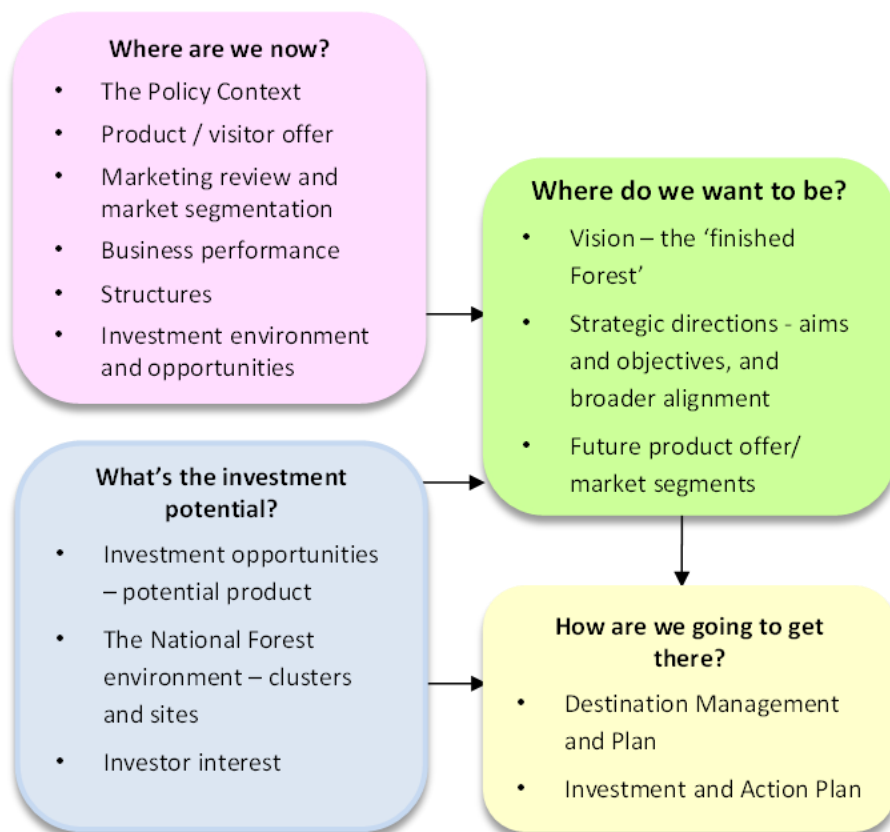 Where are we now?
• The Policy Context
• Product / visitor offer
• Marketing review and
market segmentation
• Business performance
• Structures
• Investment environment
and opportunities
Where do we want to be?
• Vision – the ‘finished
Forest’
• Strategic directions - aims
and objectives, and
broader alignment
• Future product offer/
market segments
What’s the investment
potential?
• Investment opportunities
– potential product
• The National Forest
environment – clusters
and sites
• Investor interest
How are we going to get
there?
• Destination Management
and Plan
• Investment and Action Plan